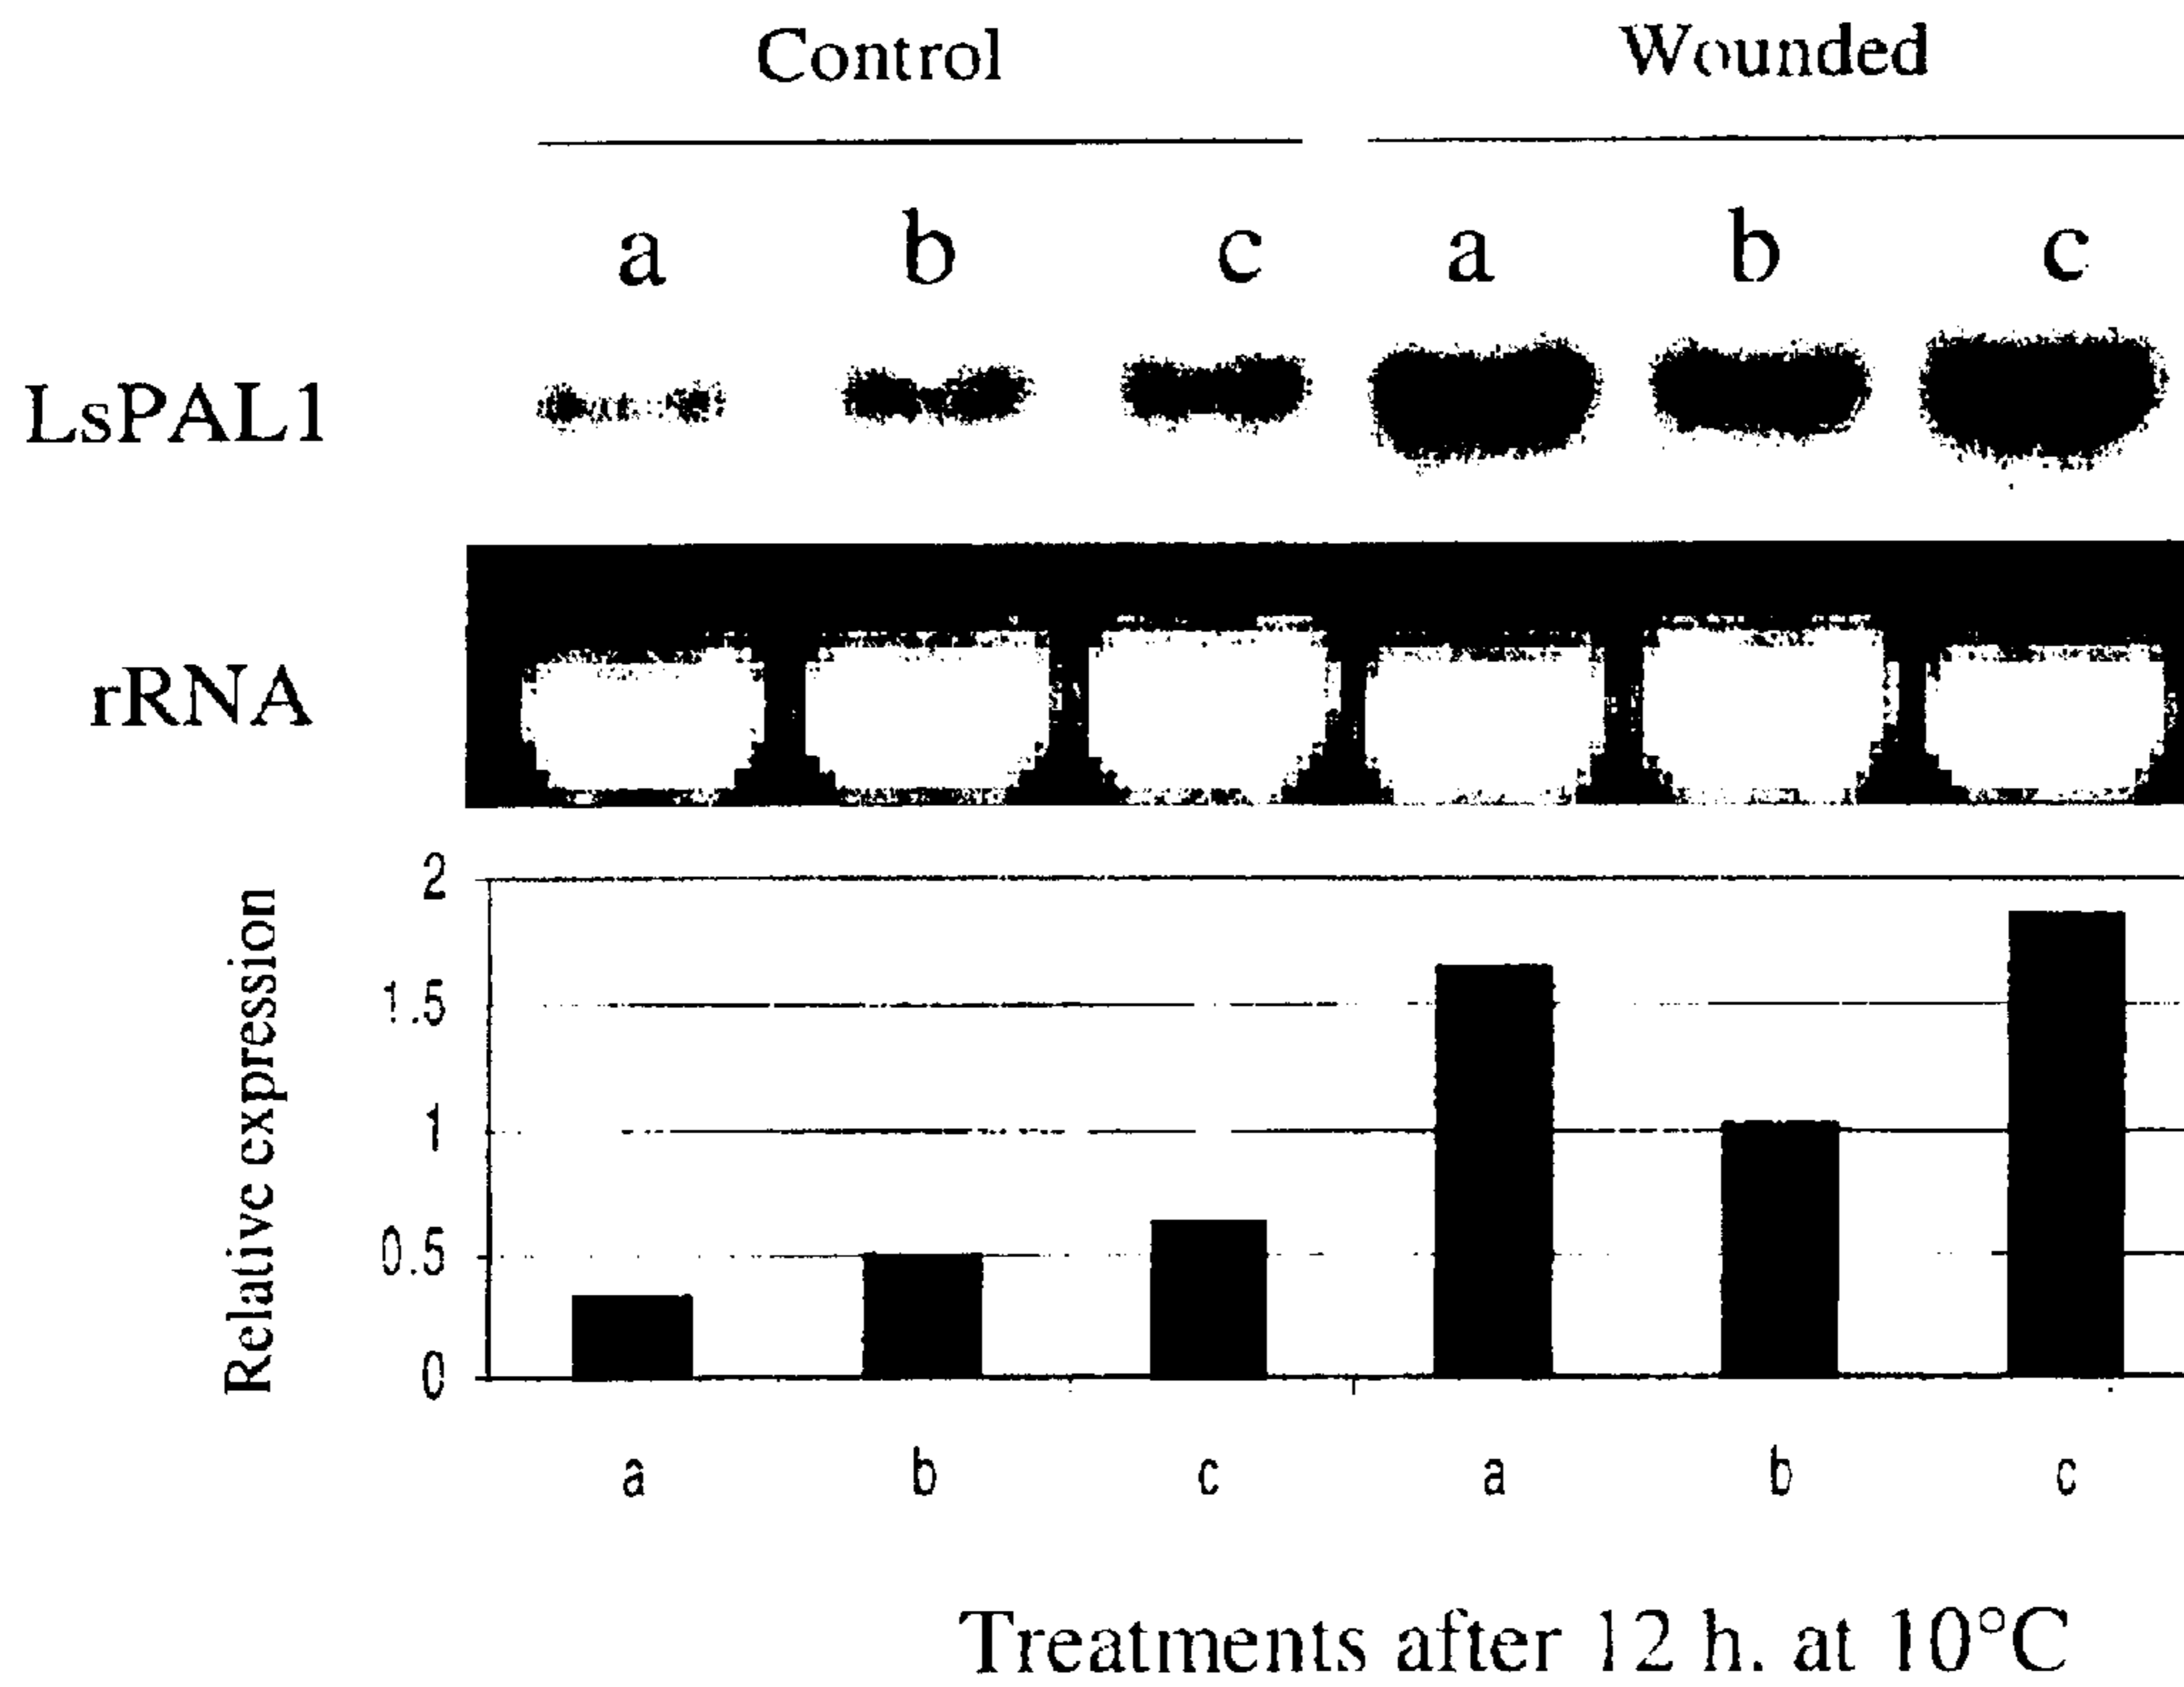 Control Wounded
a b c a b c
LsPAL1
rRNA
Relative expression
2
1.5
1
0.5
0
a b c a b c
Treatments after 12 h. at 10°C